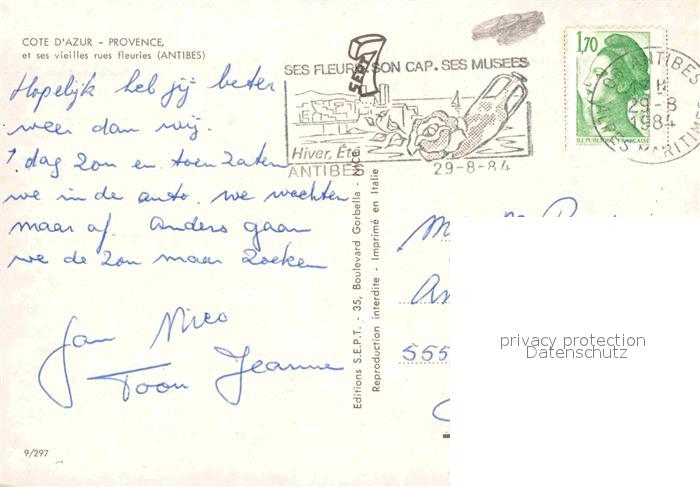 COTE D'AZUR - PROVENCE,
et ses vieilles rues fleuries (ANTIBES)
Hopelijk heb jij beter
weer dan wij.
1 dag zon en toen zaten
we in de auto. we wachten
maar af. Anders gaan
we de zon maar zoeken
Jan Nico
Toon Jeanne
9/297
SES FLEURS. SON CAP. SES MUSEES
Hiver, Été
ANTIBES
29-8-84
SEPT
Editions S.E.P.T. - 35, Boulevard Gorbella - NICE
Reproduction interdite - Imprimé en Italie
1,70
REPUBLIQUE FRANÇAISE
06 ANTIBES
29-8
1984
MARITIMES
555
privacy protection
Datenschutz